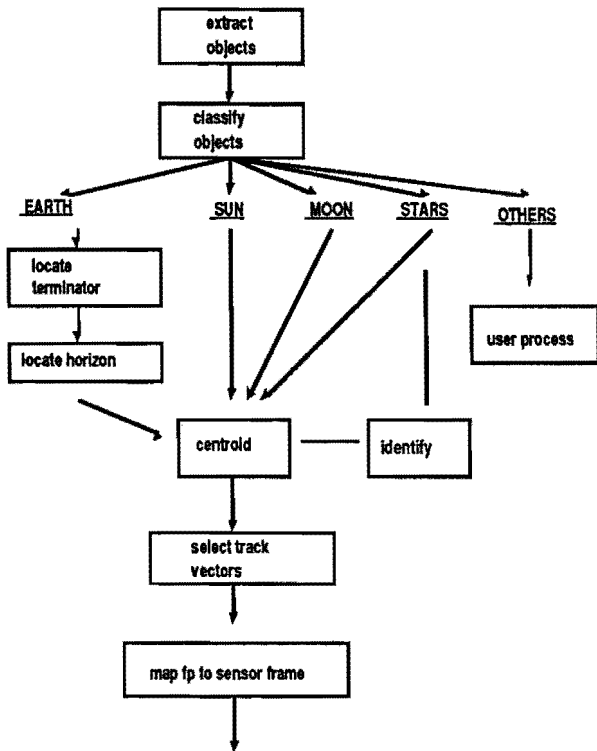 extract
objects
classify
objects
EARTH
SUN
MOON
STARS
OTHERS
locate
terminator
locate horizon
user process
centroid
identify
select track
vectors
map fp to sensor frame